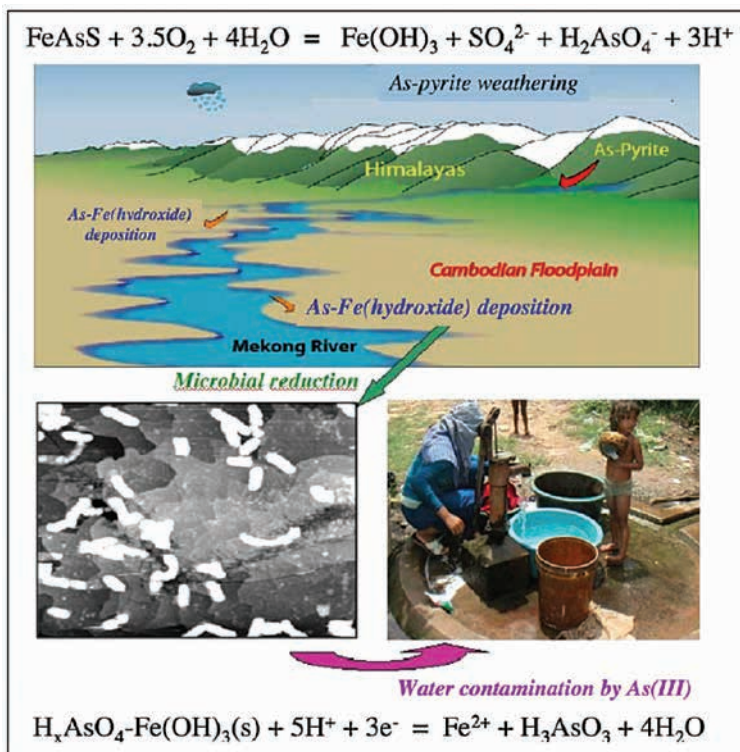 FeAsS + 3.5O₂ + 4H₂O = Fe(OH)₃ + SO₄²⁻ + H₂AsO₄⁻ + 3H⁺
As-pyrite weathering
As-Pyrite
Himalayas
As-Fe(hydroxide)
deposition
Cambodian Floodplain
As-Fe(hydroxide) deposition
Mekong River
Microbial reduction
Water contamination by As(III)
HₓAsO₄-Fe(OH)₃(s) + 5H⁺ + 3e⁻ = Fe²⁺ + H₃AsO₃ + 4H₂O